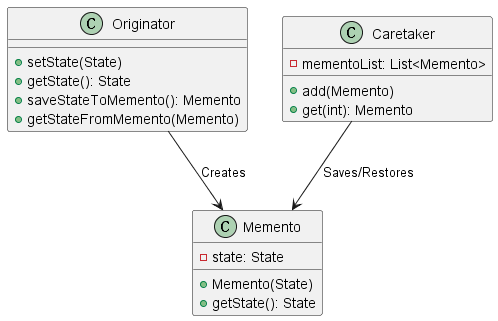 C Originator
setState(State)
getState(): State
saveStateToMemento(): Memento
getStateFromMemento(Memento)
C Caretaker
mementoList: List<Memento>
add(Memento)
get(int): Memento
Creates
Saves/Restores
C Memento
state: State
Memento(State)
getState(): State